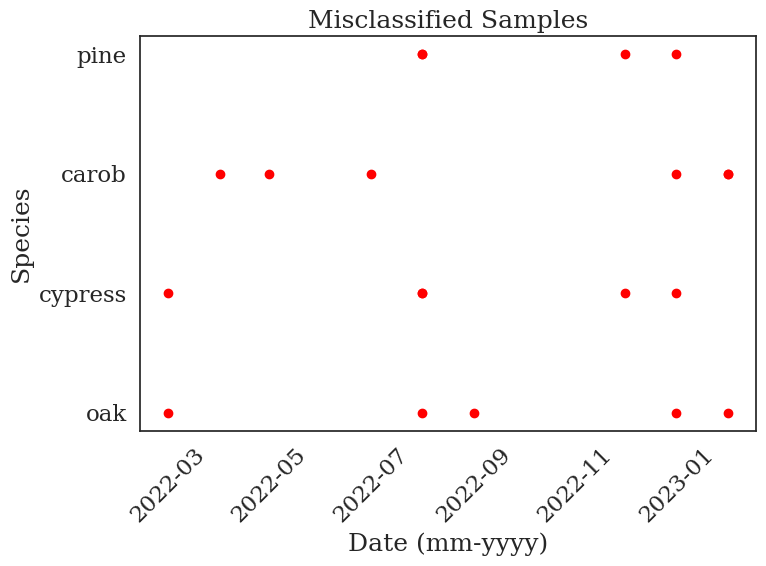 Misclassified Samples
pine
carob
cypress
oak
Species
2022-03
2022-05
2022-07
2022-09
2022-11
2023-01
Date (mm-yyyy)